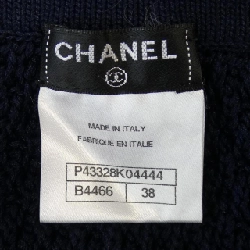 CHANEL
MADE IN ITALY
FABRIQUE EN ITALIE
P43328K04444
B4466 38